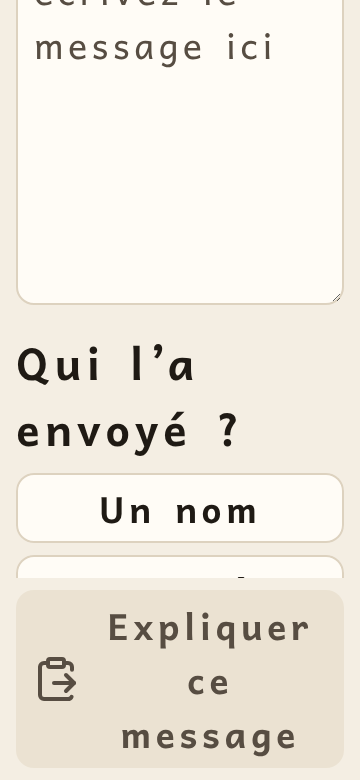 message ici
Qui l’a
envoyé ?
Un nom
Expliquer
ce
message